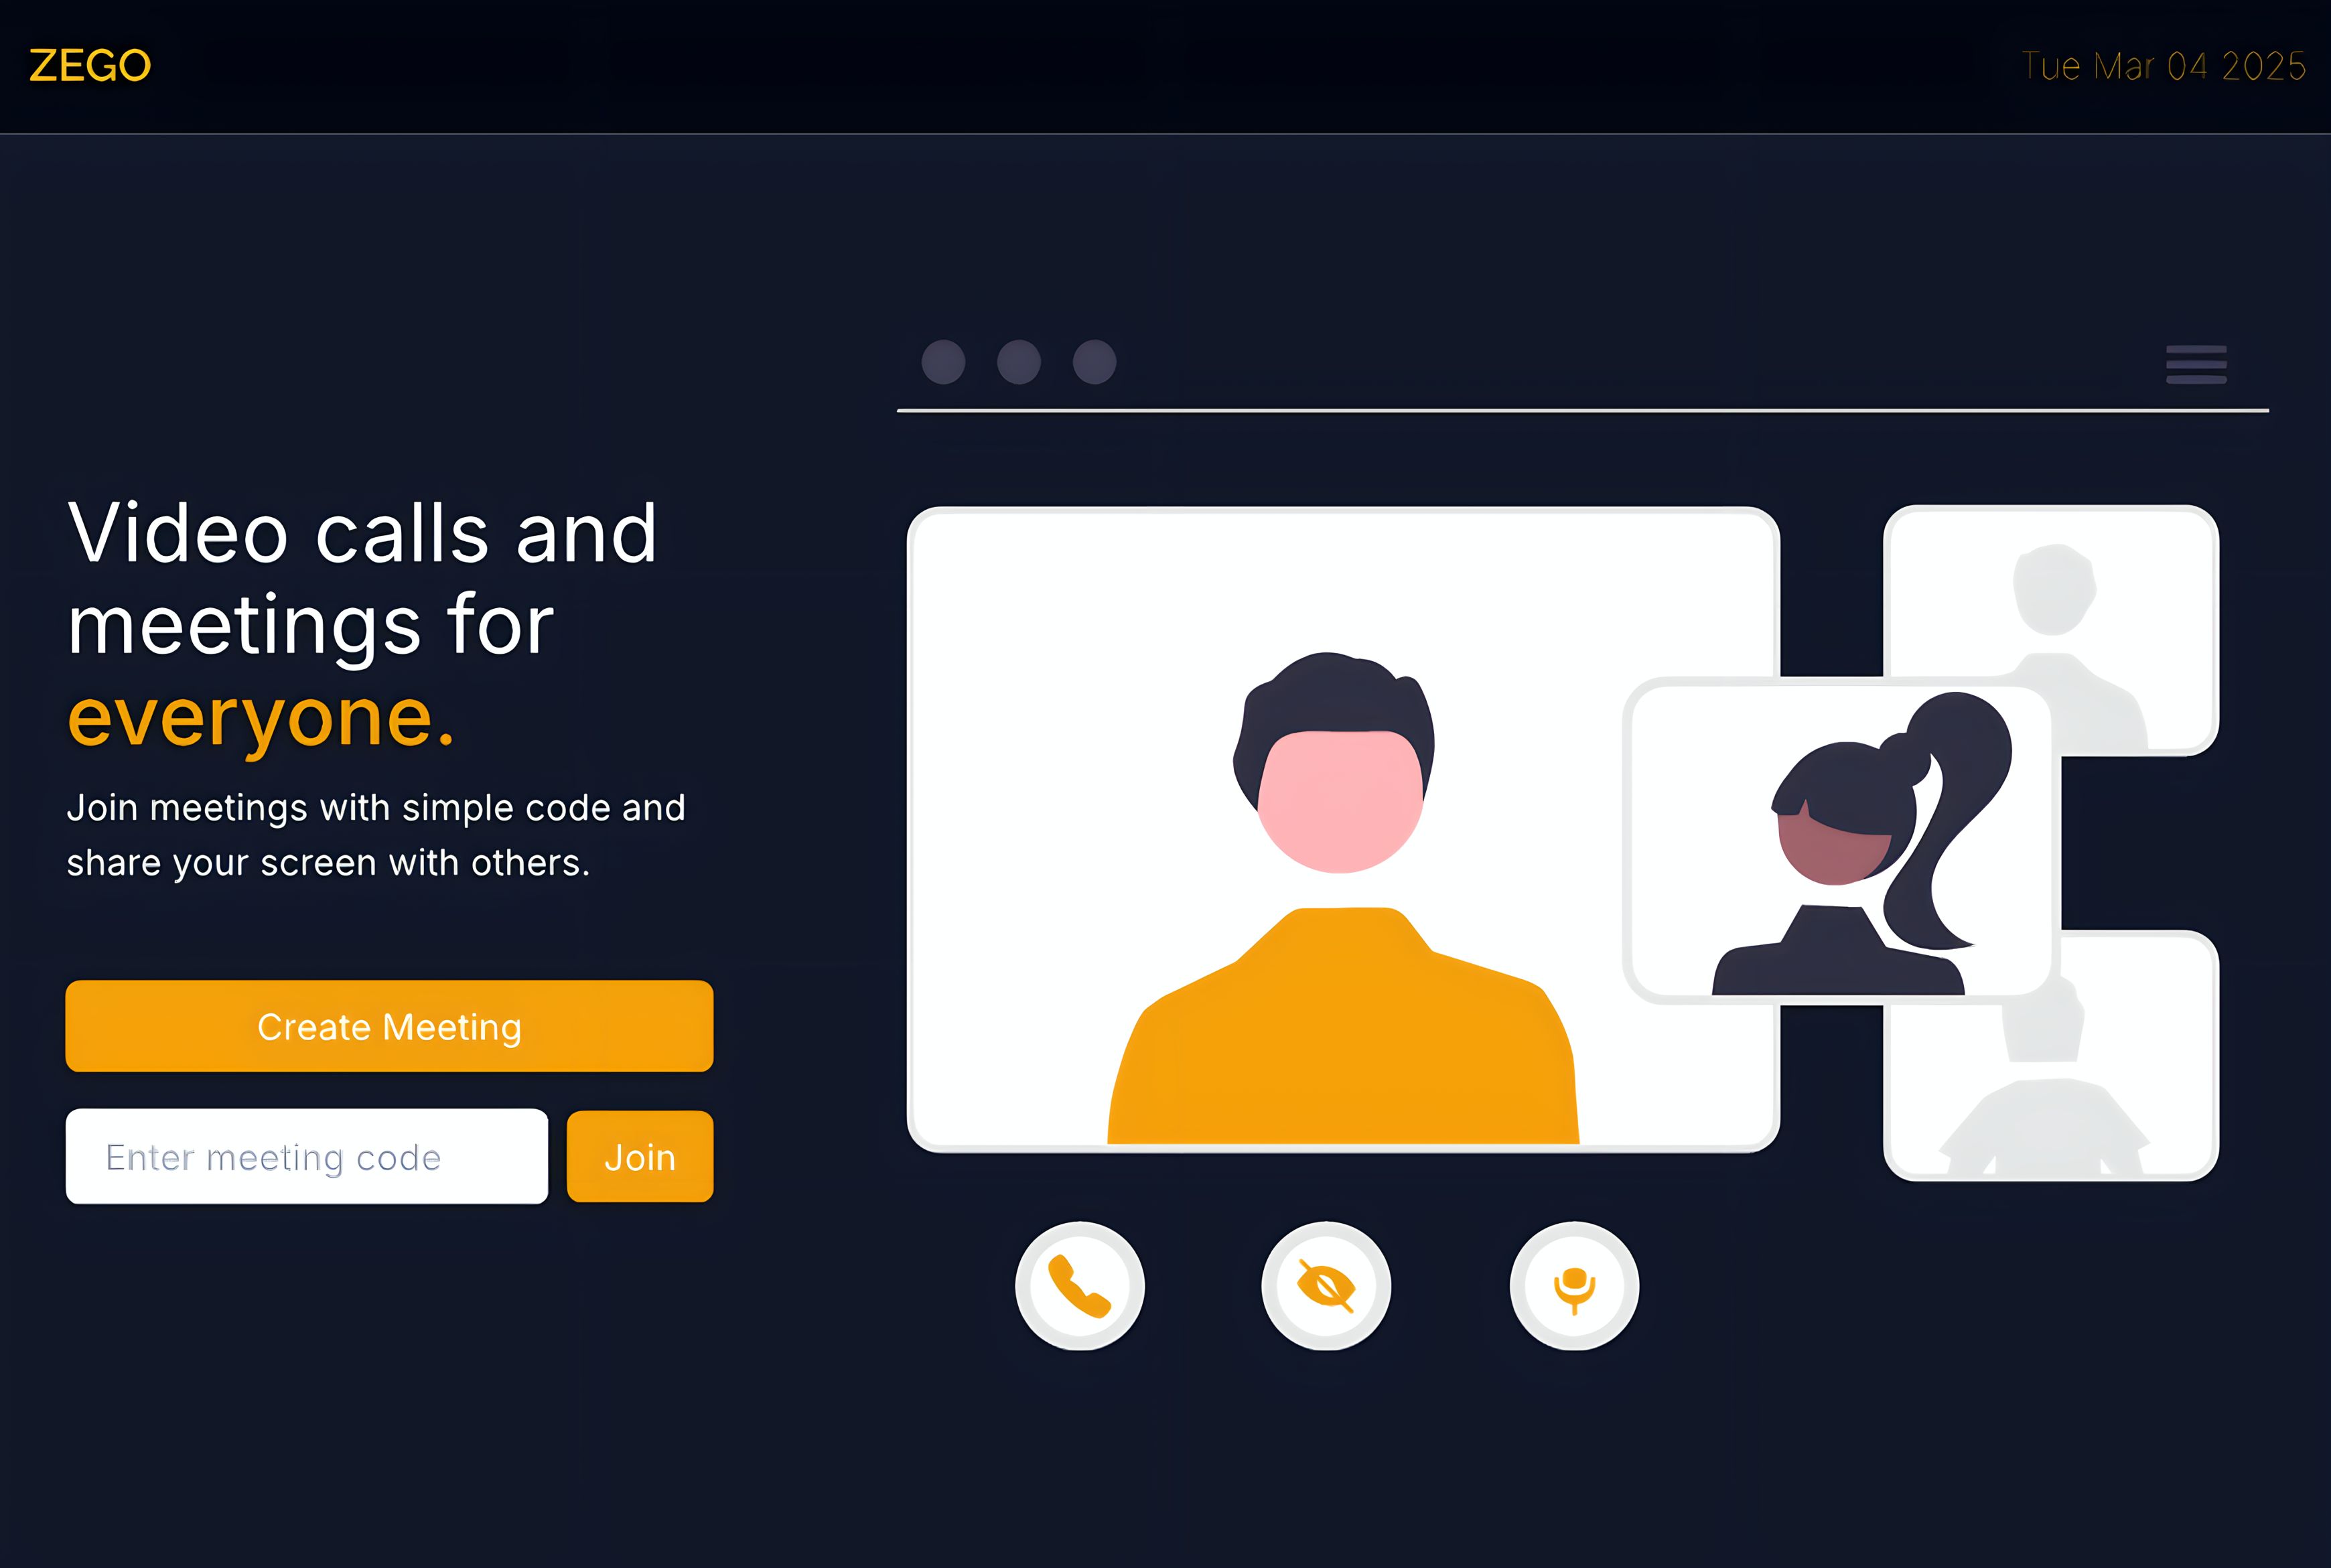 ZEGO
Tue Mar 04 2025
Video calls and
meetings for
everyone.
Join meetings with simple code and
share your screen with others.
Create Meeting
Enter meeting code
Join